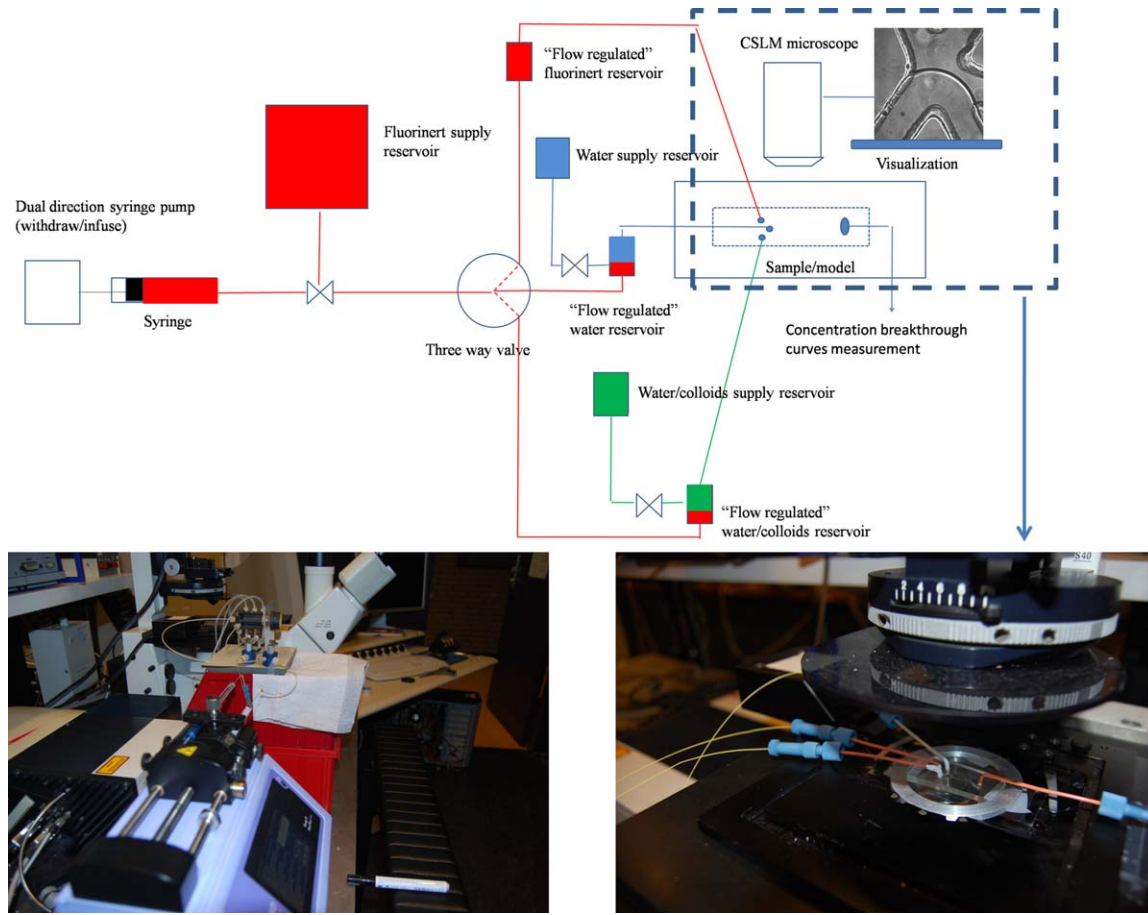 “Flow regulated”
fluorinert reservoir
CSLM microscope
Visualization
Fluorinert supply
reservoir
Water supply reservoir
Dual direction syringe pump
(withdraw/infuse)
Syringe
Three way valve
“Flow regulated”
water reservoir
Sample/model
Concentration breakthrough
curves measurement
Water/colloids supply reservoir
“Flow regulated”
water/colloids reservoir
S40